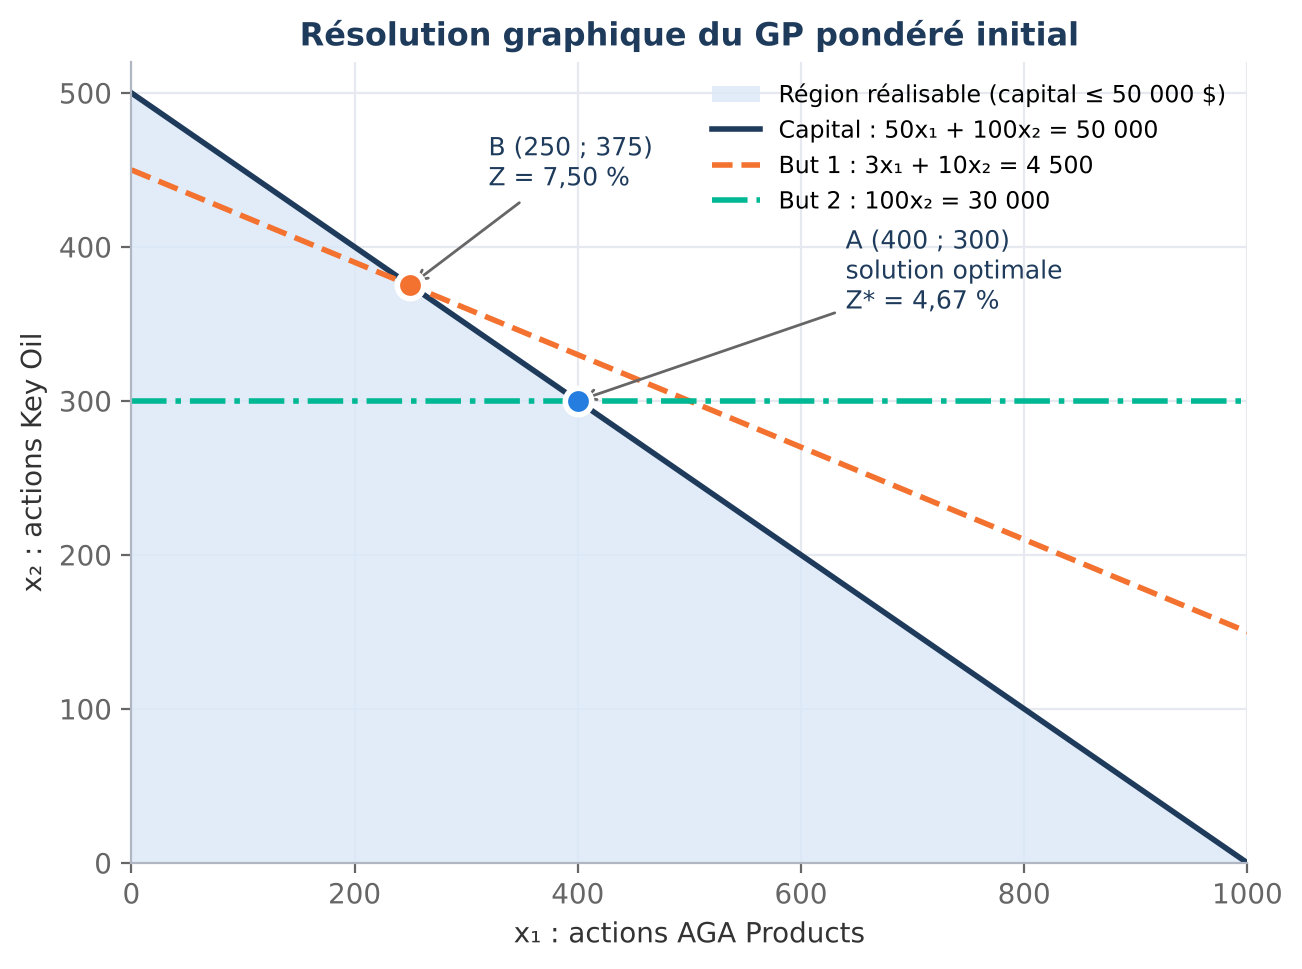 Résolution graphique du GP pondéré initial
Région réalisable (capital ≤ 50 000 $)
Capital : 50x₁ + 100x₂ = 50 000
But 1 : 3x₁ + 10x₂ = 4 500
But 2 : 100x₂ = 30 000
B (250 ; 375)
Z = 7,50 %
A (400 ; 300)
solution optimale
Z* = 4,67 %
x₂ : actions Key Oil
500
400
300
200
100
0
0 200 400 600 800 1000
x₁ : actions AGA Products